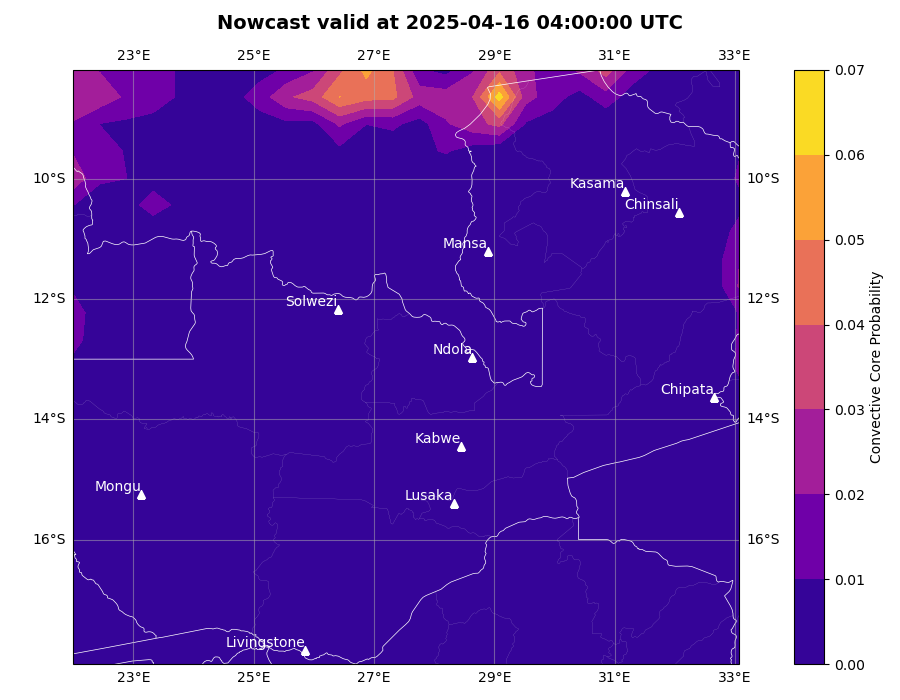 Nowcast valid at 2025-04-16 04:00:00 UTC
23°E 25°E 27°E 29°E 31°E 33°E
0.07
0.06
10°S Kasama 10°S
Chinsali
0.05
Mansa
12°S 12°S
Solwezi
0.04
Ndola
Convective Core Probability
Chipata
0.03
14°S 14°S
Kabwe
Mongu
0.02
Lusaka
16°S 16°S
0.01
Livingstone
0.00
23°E 25°E 27°E 29°E 31°E 33°E